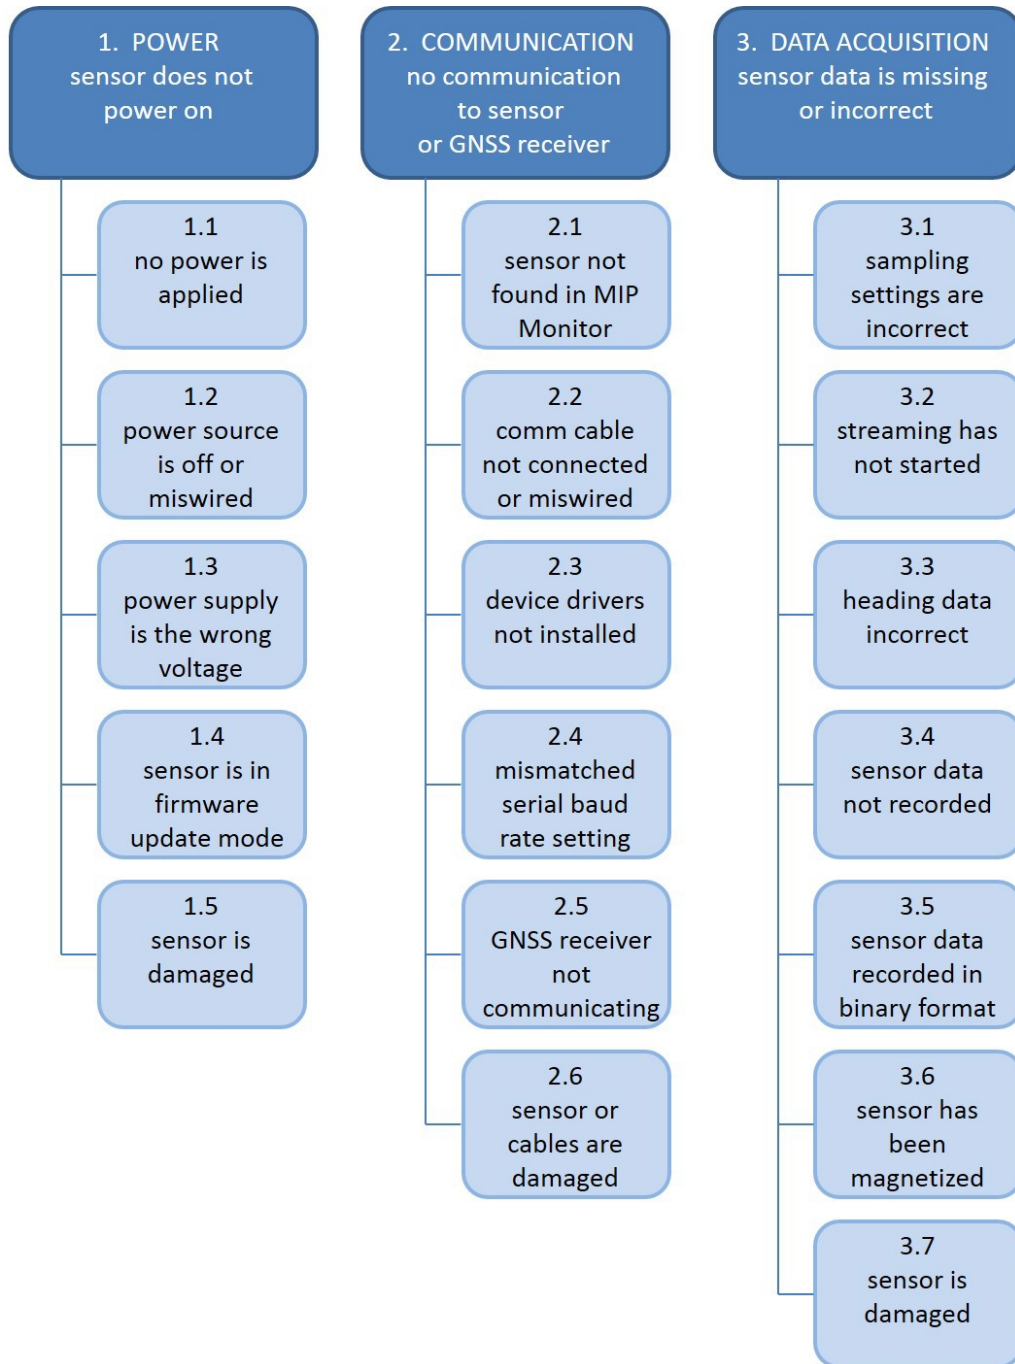 1. POWER
sensor does not
power on
1.1
no power is
applied
1.2
power source
is off or
miswired
1.3
power supply
is the wrong
voltage
1.4
sensor is in
firmware
update mode
1.5
sensor is
damaged
2. COMMUNICATION
no communication
to sensor
or GNSS receiver
2.1
sensor not
found in MIP
Monitor
2.2
comm cable
not connected
or miswired
2.3
device drivers
not installed
2.4
mismatched
serial baud
rate setting
2.5
GNSS receiver
not
communicating
2.6
sensor or
cables are
damaged
3. DATA ACQUISITION
sensor data is missing
or incorrect
3.1
sampling
settings are
incorrect
3.2
streaming has
not started
3.3
heading data
incorrect
3.4
sensor data
not recorded
3.5
sensor data
recorded in
binary format
3.6
sensor has
been
magnetized
3.7
sensor is
damaged